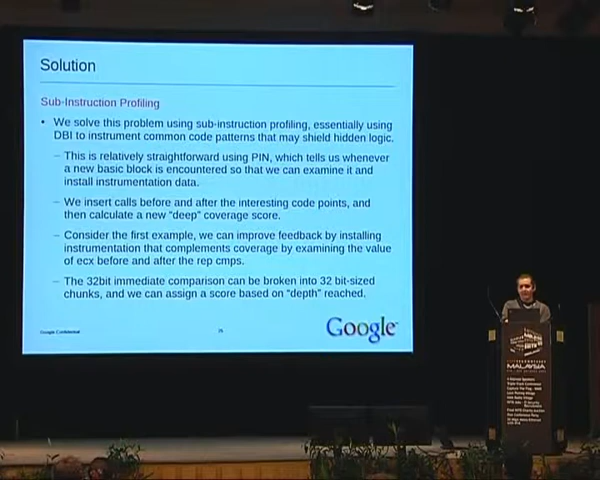 Solution
Sub-Instruction Profiling
• We solve this problem using sub-instruction profiling, essentially using
DBI to instrument common code patterns that may shield hidden logic.
– This is relatively straightforward using PIN, which tells us whenever
a new basic block is encountered so that we can examine it and
install instrumentation data.
– We insert calls before and after the interesting code points, and
then calculate a new "deep" coverage score.
– Consider the first example, we can improve feedback by installing
instrumentation that complements coverage by examining the value
of ecx before and after the rep cmps.
– The 32bit immediate comparison can be broken into 32 bit-sized
chunks, and we can assign a score based on "depth" reached.
Google Confidential
Google
MALAYSIA